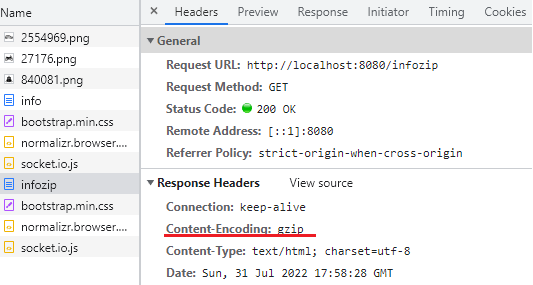 Name
2554969.png
27176.png
840081.png
info
bootstrap.min.css
normalizr.browser....
socket.io.js
infozip
bootstrap.min.css
normalizr.browser....
socket.io.js
× Headers Preview Response Initiator Timing Cookies
▼ General
Request URL: http://localhost:8080/infozip
Request Method: GET
Status Code: 200 OK
Remote Address: [::1]:8080
Referrer Policy: strict-origin-when-cross-origin
▼ Response Headers View source
Connection: keep-alive
Content-Encoding: gzip
Content-Type: text/html; charset=utf-8
Date: Sun, 31 Jul 2022 17:58:28 GMT